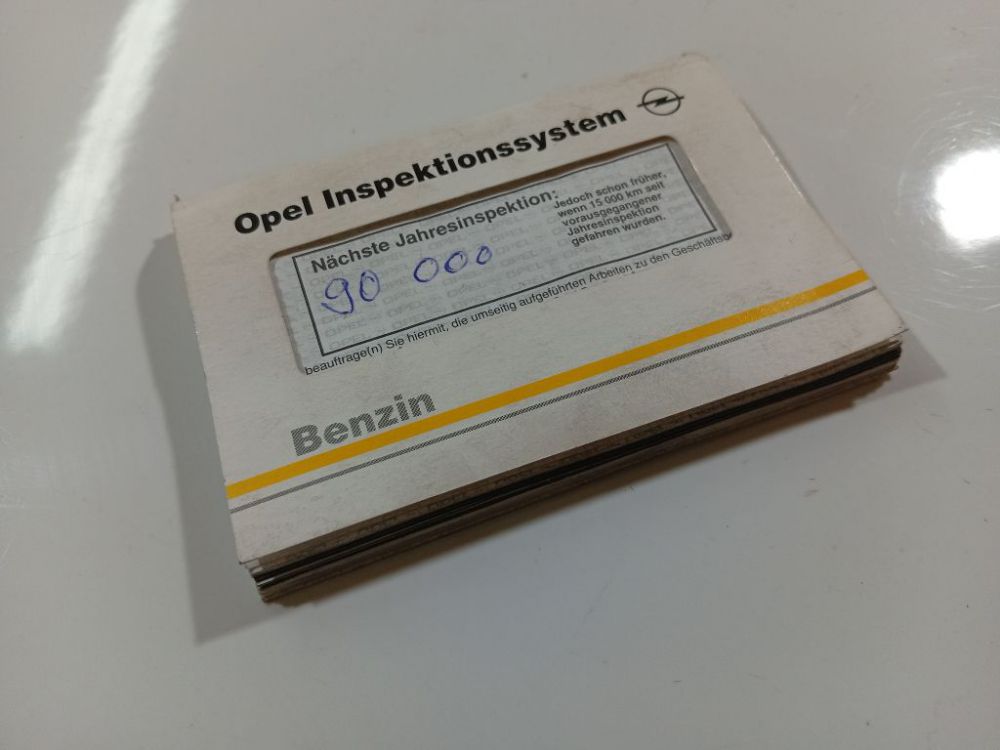 Opel Inspektionssystem
Nächste Jahresinspektion:
Jedoch schon früher,
wenn 15 000 km seit
vorausgegangener
Jahresinspektion
gefahren wurden.
90 000
beauftrage(n) Sie hiermit, die umseitig aufgeführten Arbeiten zu den Geschäftsb
Benzin